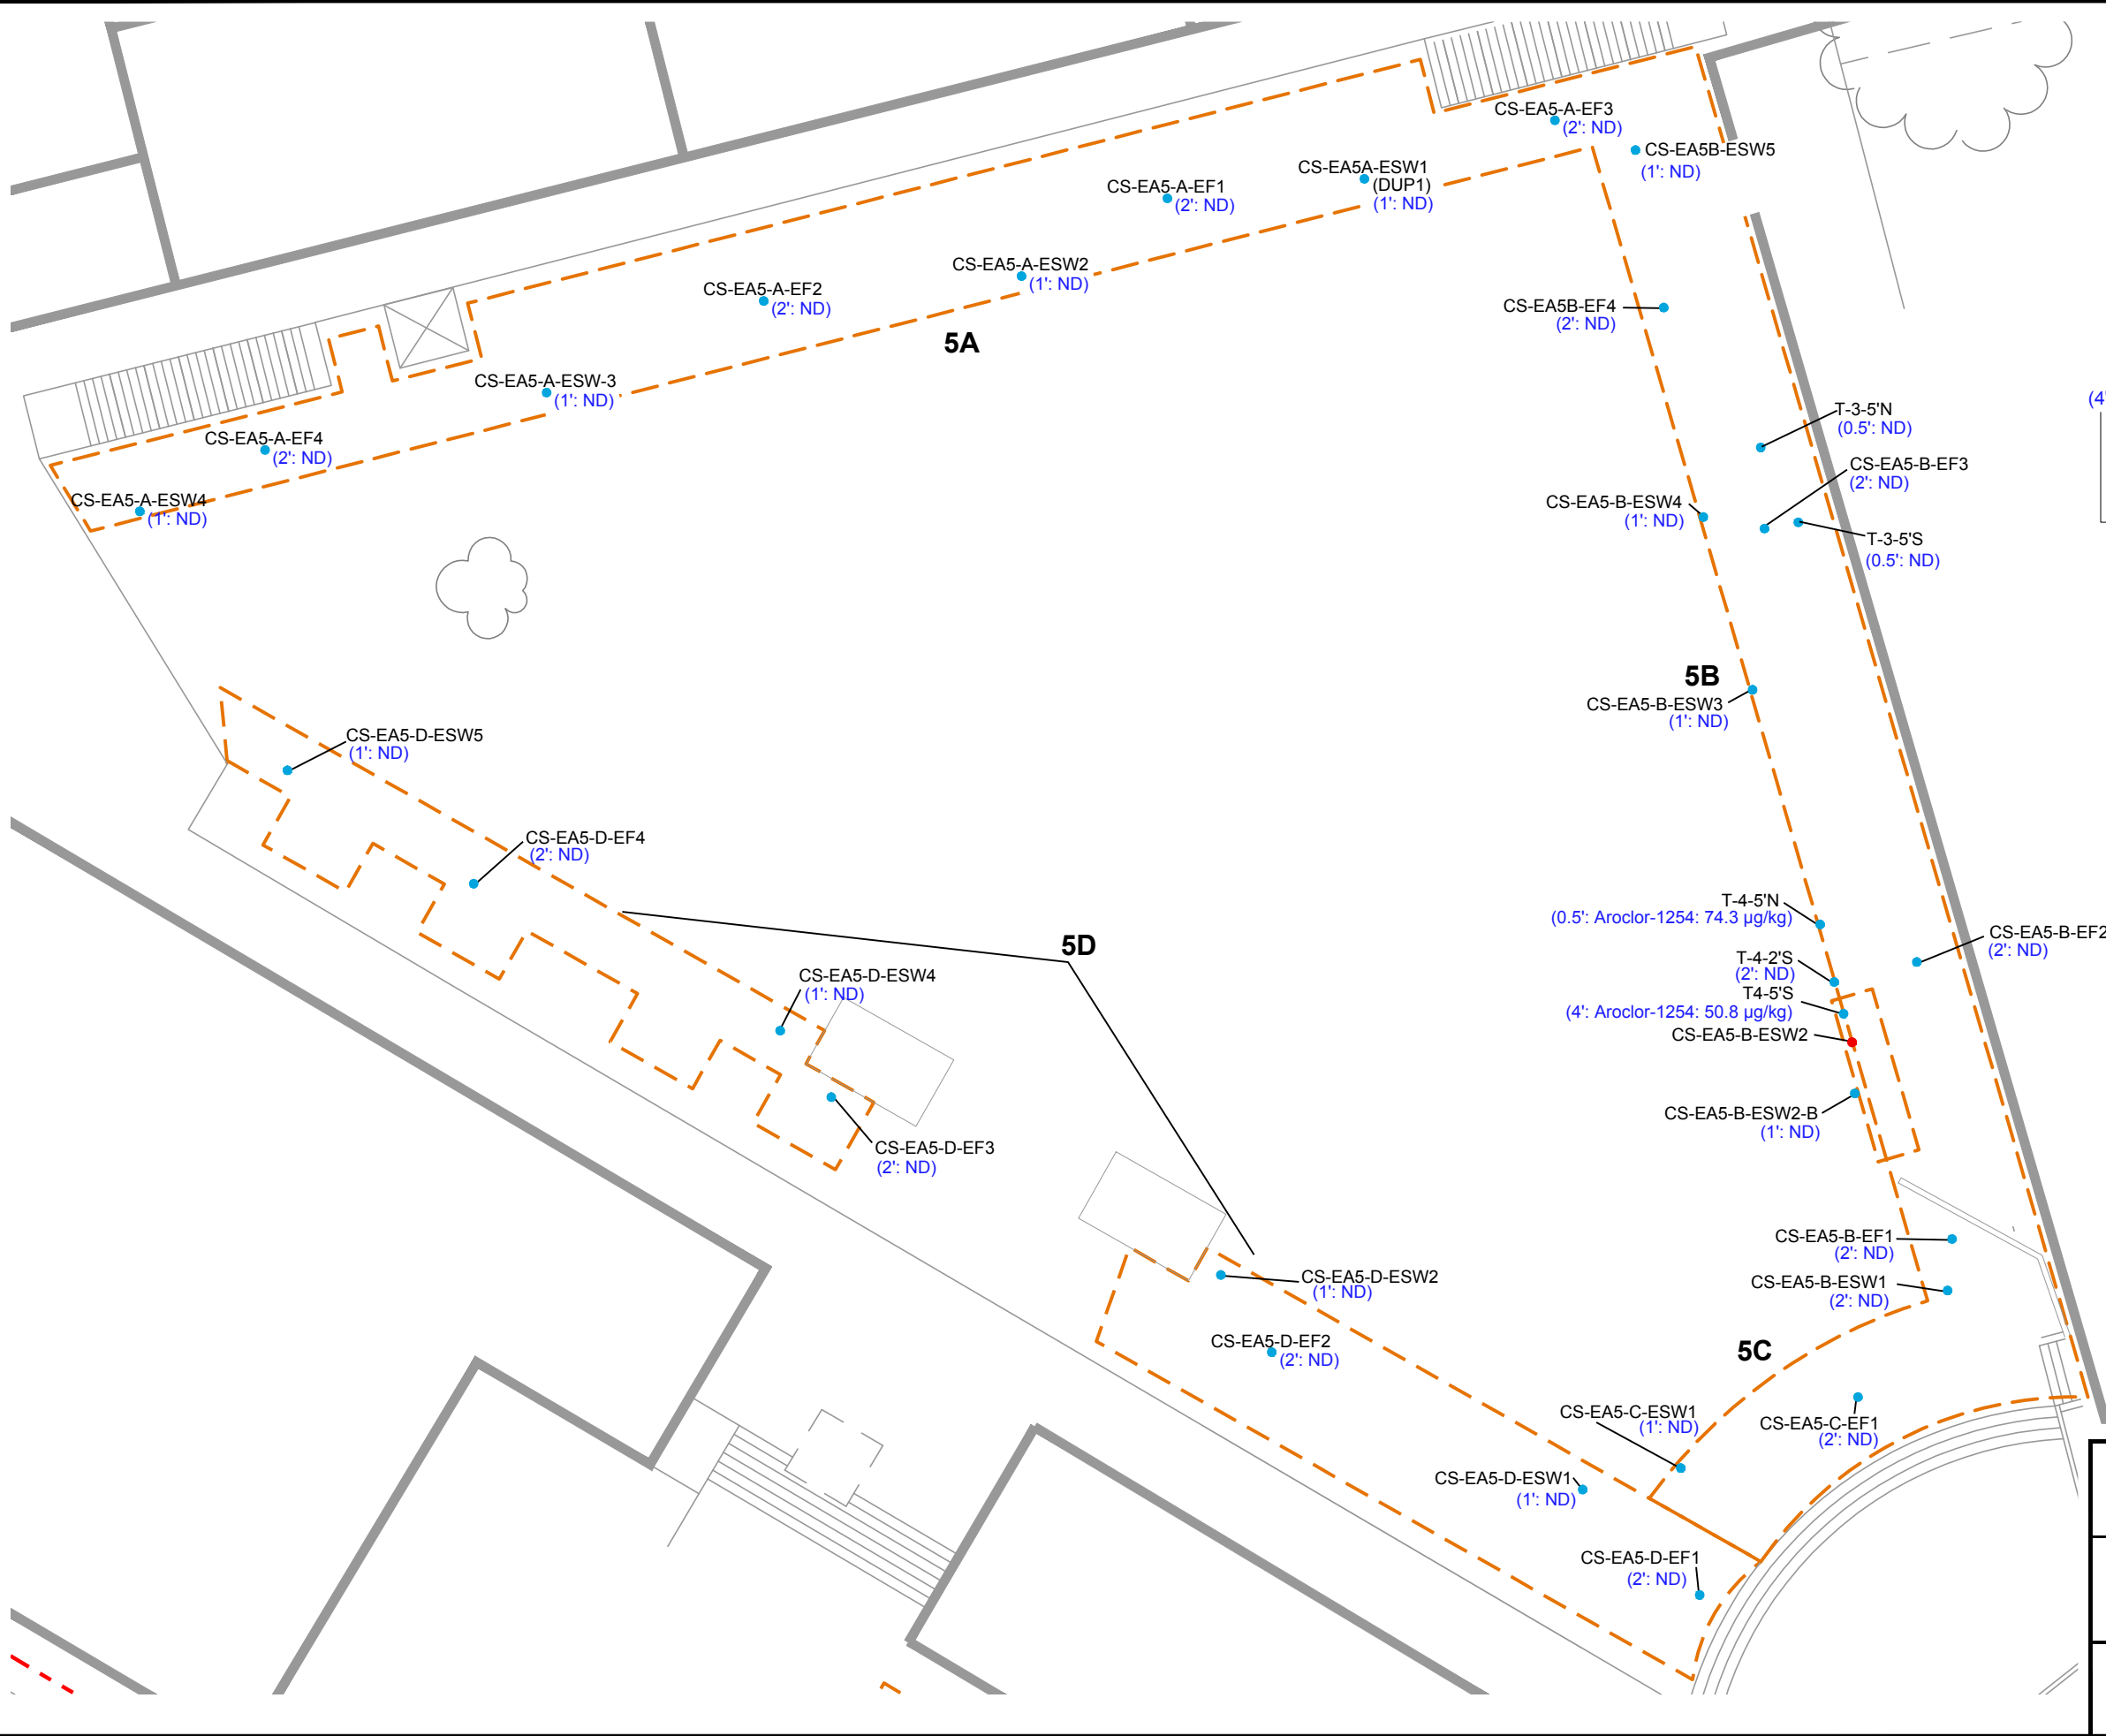 CS-EA5-A-EF3
(2': ND)
CS-EA5B-ESW5
(1': ND)
CS-EA5A-ESW1
(DUP1)
(1': ND)
CS-EA5-A-EF1
(2': ND)
CS-EA5-A-ESW2
(1': ND)
CS-EA5-A-EF2
(2': ND)
CS-EA5B-EF4
(2': ND)
5A
CS-EA5-A-ESW-3
(1': ND)
(4'
T-3-5'N
(0.5': ND)
CS-EA5-A-EF4
(2': ND)
CS-EA5-B-EF3
(2': ND)
CS-EA5-A-ESW4
(1': ND)
CS-EA5-B-ESW4
(1': ND)
T-3-5'S
(0.5': ND)
5B
CS-EA5-B-ESW3
(1': ND)
CS-EA5-D-ESW5
(1': ND)
CS-EA5-D-EF4
(2': ND)
T-4-5'N
(0.5': Aroclor-1254: 74.3 µg/kg)
CS-EA5-B-EF2
(2': ND)
5D
T-4-2'S
(2': ND)
CS-EA5-D-ESW4
(1': ND)
T4-5'S
(4': Aroclor-1254: 50.8 µg/kg)
CS-EA5-B-ESW2
CS-EA5-B-ESW2-B
(1': ND)
CS-EA5-D-EF3
(2': ND)
CS-EA5-B-EF1
(2': ND)
CS-EA5-D-ESW2
(1': ND)
CS-EA5-B-ESW1
(2': ND)
CS-EA5-D-EF2
(2': ND)
5C
CS-EA5-C-ESW1
(1': ND)
CS-EA5-C-EF1
(2': ND)
CS-EA5-D-ESW1
(1': ND)
CS-EA5-D-EF1
(2': ND)